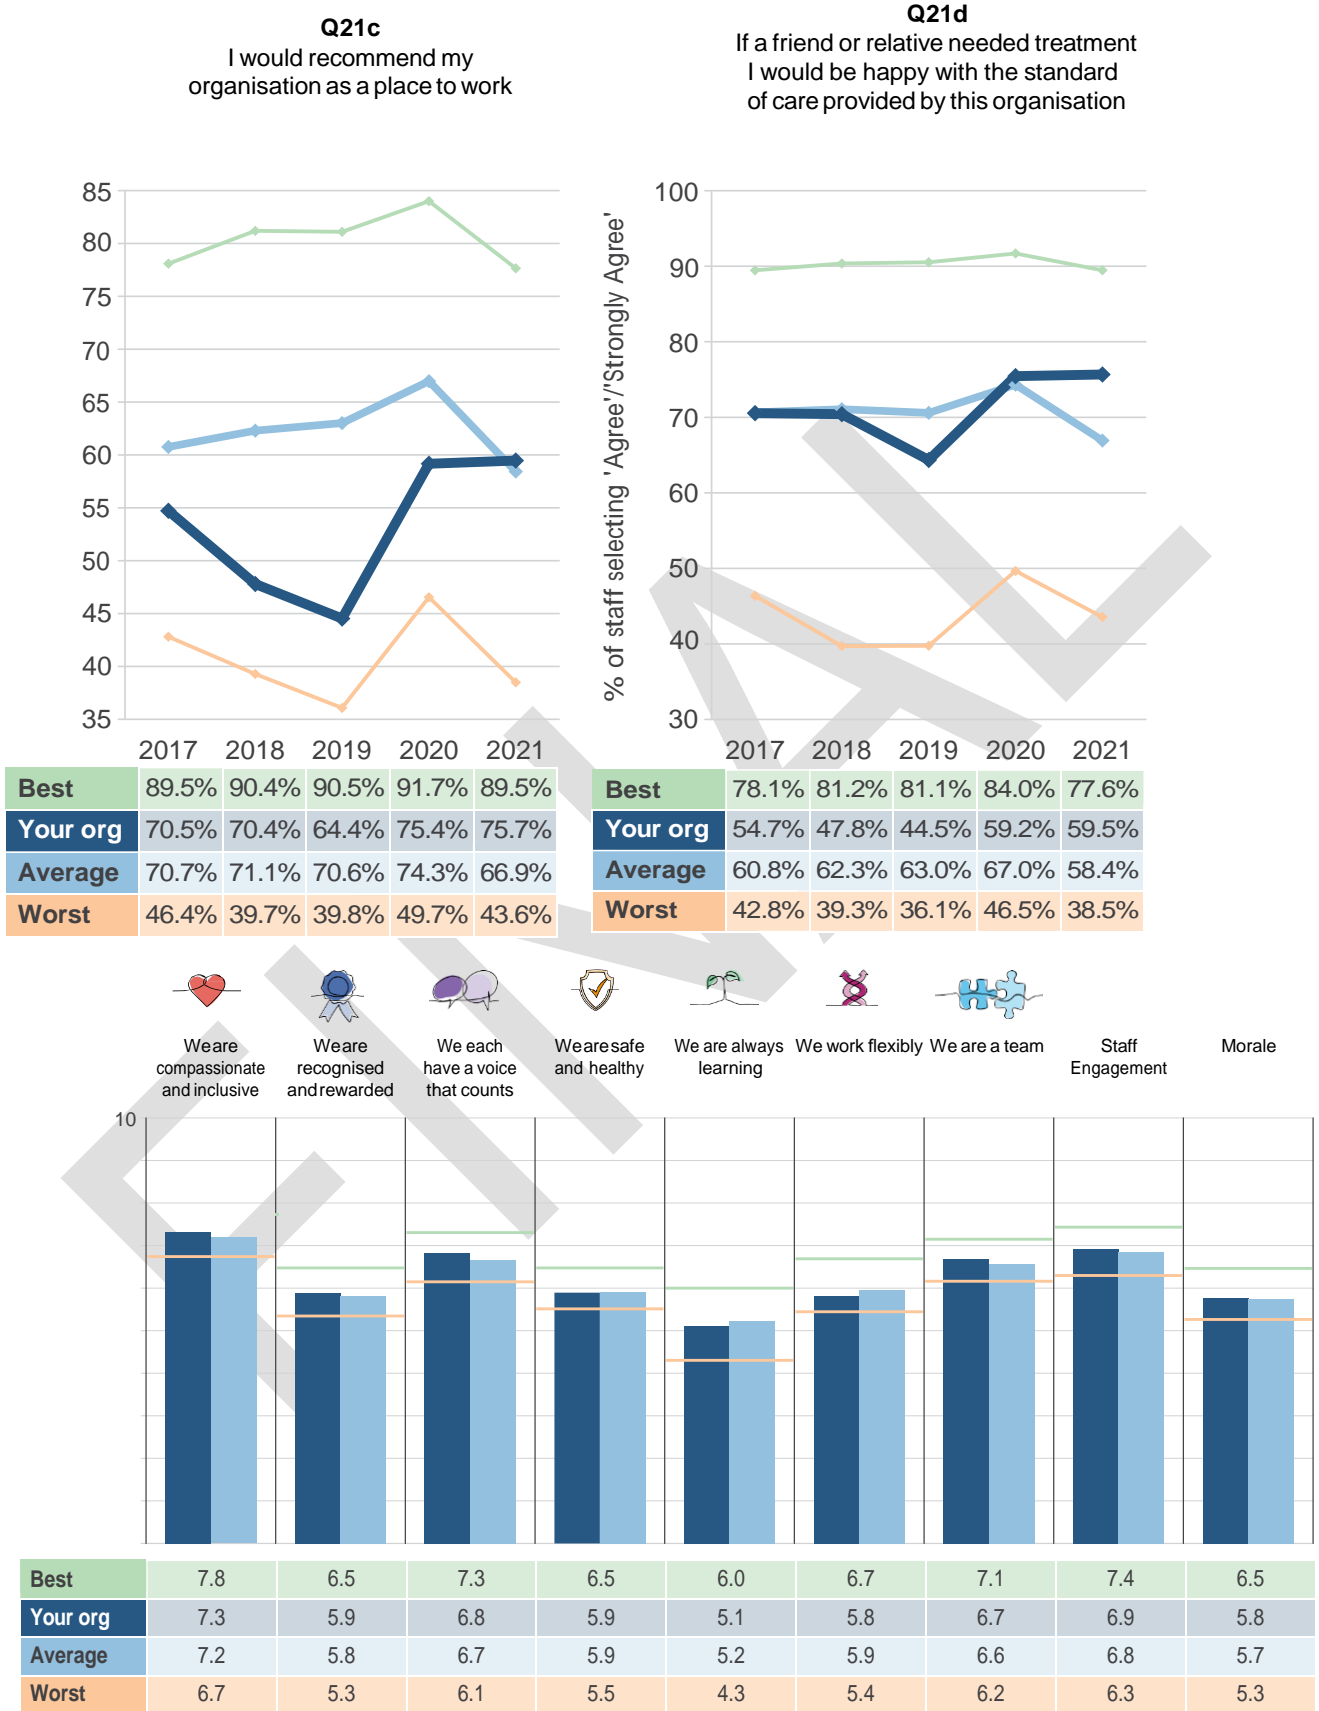 Q21c
I would recommend my
organisation as a place to work
Q21d
If a friend or relative needed treatment
I would be happy with the standard
of care provided by this organisation
85
80
75
70
65
60
55
50
45
40
35
2017 2018 2019 2020 2021
% of staff selecting 'Agree'/'Strongly Agree'
100
90
80
70
60
50
40
30
2017 2018 2019 2020 2021
Best 89.5% 90.4% 90.5% 91.7% 89.5%
Your org 70.5% 70.4% 64.4% 75.4% 75.7%
Average 70.7% 71.1% 70.6% 74.3% 66.9%
Worst 46.4% 39.7% 39.8% 49.7% 43.6%
Best 78.1% 81.2% 81.1% 84.0% 77.6%
Your org 54.7% 47.8% 44.5% 59.2% 59.5%
Average 60.8% 62.3% 63.0% 67.0% 58.4%
Worst 42.8% 39.3% 36.1% 46.5% 38.5%
FINAL
We are
compassionate
and inclusive
We are
recognised
and rewarded
We each
have a voice
that counts
We are safe
and healthy
We are always
learning
We work flexibly
We are a team
Staff
Engagement
Morale
10
Best 7.8 6.5 7.3 6.5 6.0 6.7 7.1 7.4 6.5
Your org 7.3 5.9 6.8 5.9 5.1 5.8 6.7 6.9 5.8
Average 7.2 5.8 6.7 5.9 5.2 5.9 6.6 6.8 5.7
Worst 6.7 5.3 6.1 5.5 4.3 5.4 6.2 6.3 5.3